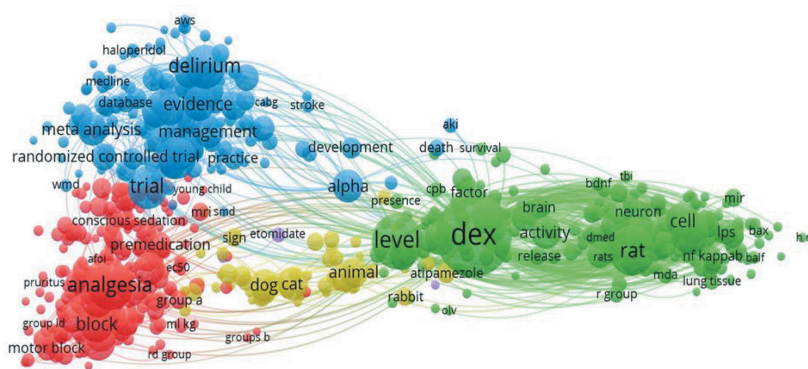 aws
haloperidol
delirium
medline
database
evidence
cabg
stroke
meta analysis
management
aki
development
death
survival
randomized controlled trial
practice
wmd
trial
young child
alpha
presence
cpb
factor
tbi
bdnf
mir
conscious sedation
mri
smd
brain
neuron
cell
premedication
sign
etomidate
level
dex
activity
dmed
rat
lps
bax
afoi
ec50
release
rats
nf kappab
balf
pruritus
analgesia
dog
cat
animal
atipamezole
mda
lung tissue
group a
rabbit
r group
group ld
block
ml kg
olv
motor block
rd group
groups b